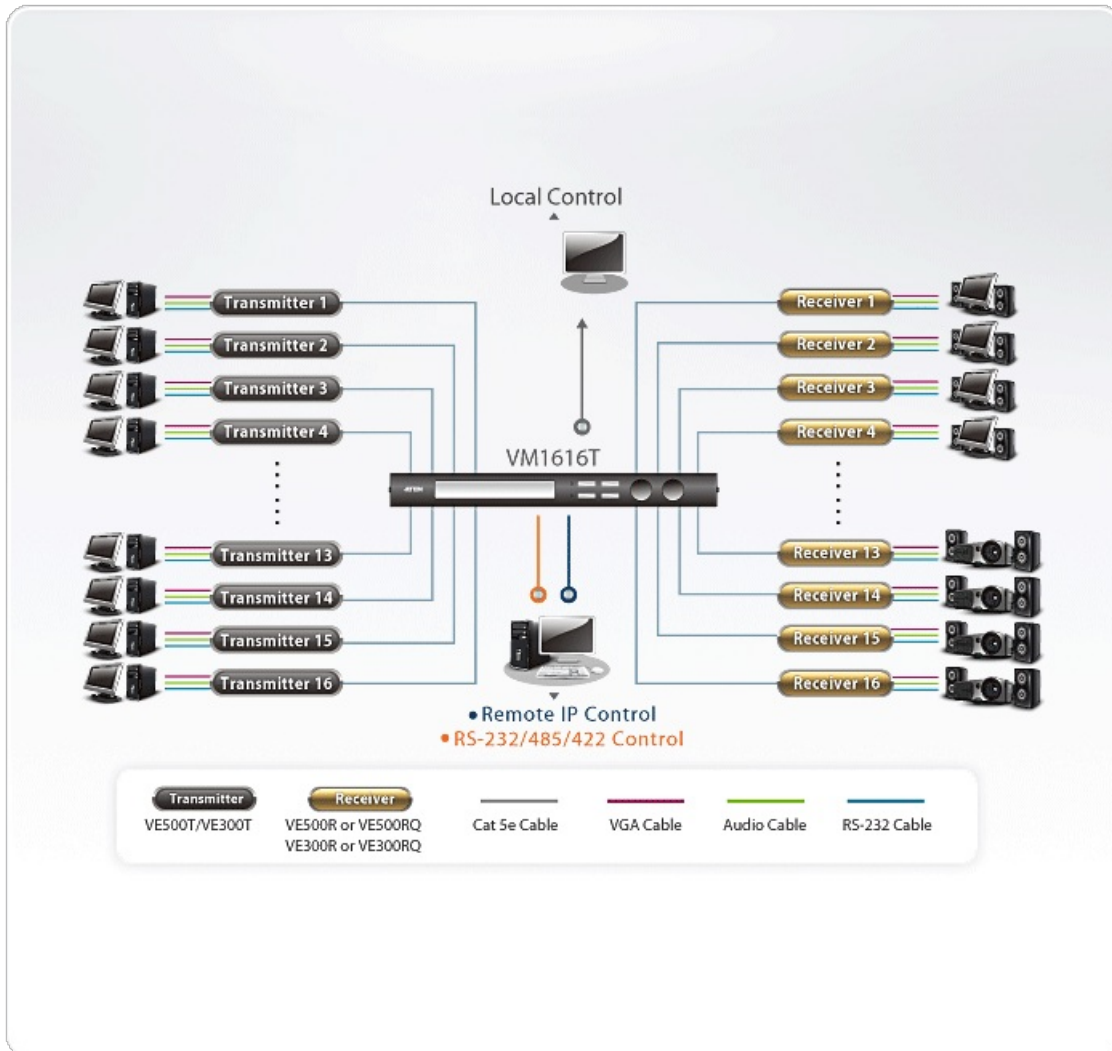 Local Control
Transmitter 1
Transmitter 2
Transmitter 3
Transmitter 4
Transmitter 13
Transmitter 14
Transmitter 15
Transmitter 16
VM1616T
ATEN
Receiver 1
Receiver 2
Receiver 3
Receiver 4
Receiver 13
Receiver 14
Receiver 15
Receiver 16
• Remote IP Control
• RS-232/485/422 Control
Transmitter
VE500T/VE300T
Receiver
VE500R or VE500RQ
VE300R or VE300RQ
Cat 5e Cable
VGA Cable
Audio Cable
RS-232 Cable